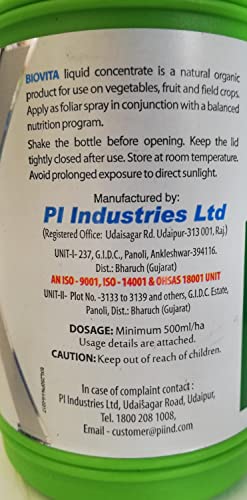 BIOVITA liquid concentrate is a natural organic
product for use on vegetables, fruit and field crops.
Apply as foliar spray in conjunction with a balanced
nutrition program.
Shake the bottle before opening. Keep the lid
tightly closed after use. Store at room temperature.
Avoid prolonged exposure to direct sunlight.
Manufactured by:
PI Industries Ltd
(Registered Office: Udaisagar Rd. Udaipur-313 001, Raj.)
UNIT-I- 237, G.I.D.C., Panoli, Ankleshwar-394116.
Dist.: Bharuch (Gujarat)
AN ISO - 9001, ISO - 14001 & OHSAS 18001 UNIT
UNIT-II- Plot No. -3133 to 3139 and others, G.I.D.C. Estate,
Panoli, Dist.: Bharuch (Gujarat)
DOSAGE: Minimum 500ml/ha
Usage details are attached.
CAUTION: Keep out of reach of children.
In case of complaint contact :
PI Industries Ltd, Udaisagar Road, Udaipur,
Tel. 1800 208 1008,
Email - customer@piind.com